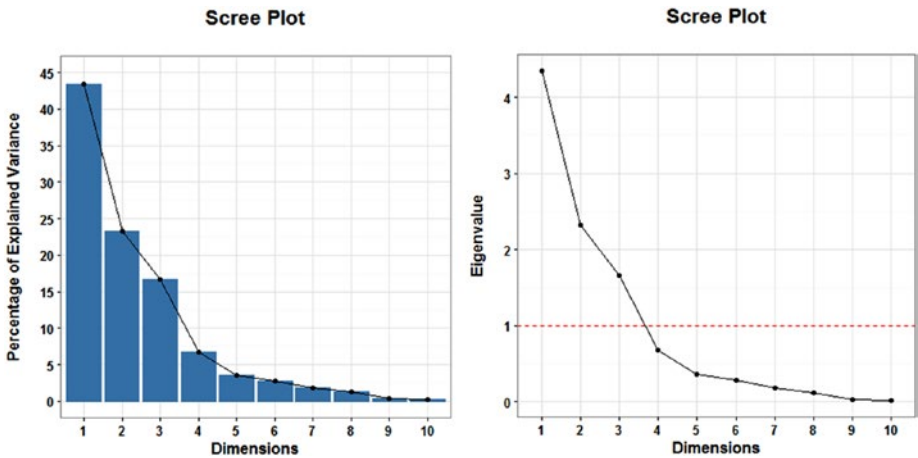 Scree Plot
Percentage of Explained Variance
45
40
35
30
25
20
15
10
5
0
1 2 3 4 5 6 7 8 9 10
Dimensions
Scree Plot
Eigenvalue
4
3
2
1
0
1 2 3 4 5 6 7 8 9 10
Dimensions